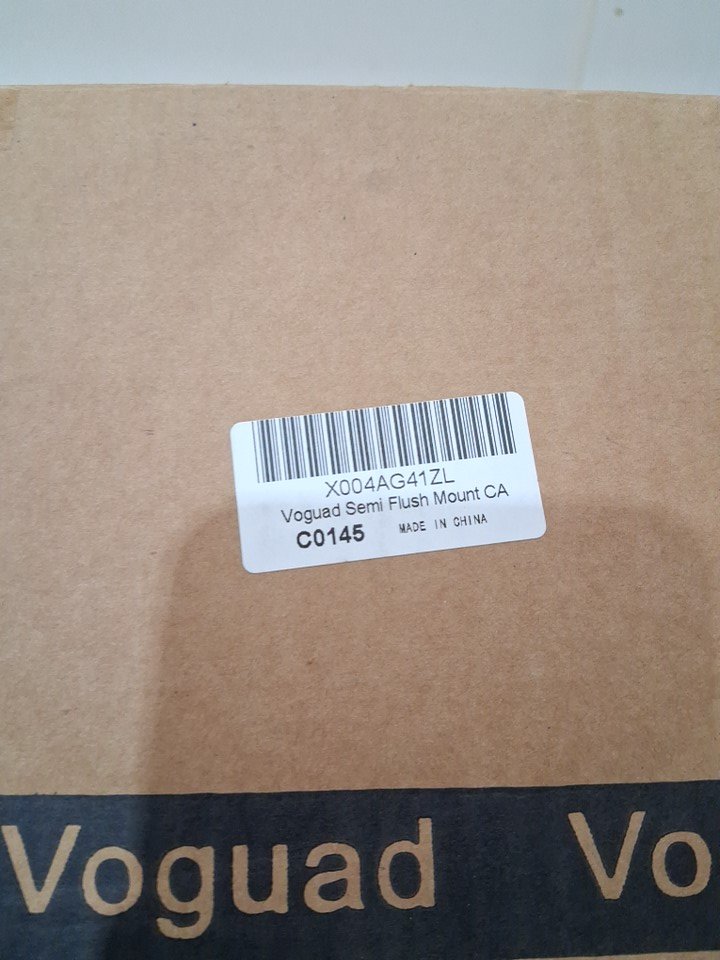 X004AG41ZL
Voguad Semi Flush Mount CA
C0145 MADE IN CHINA
Voguad Vo